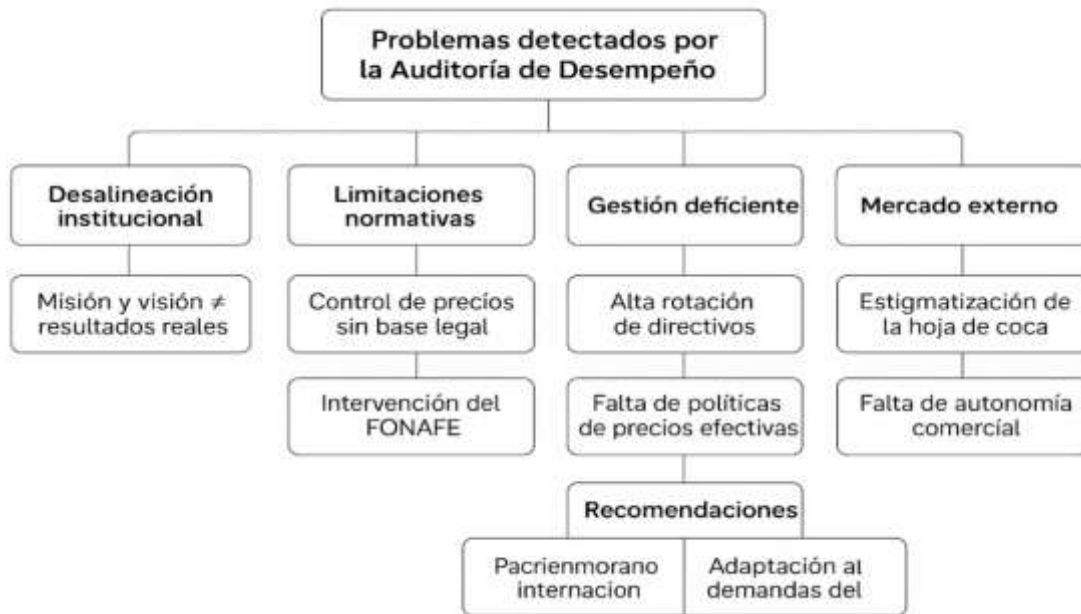 Problemas detectados por
la Auditoría de Desempeño
Desalineación
institucional
Limitaciones
normativas
Gestión deficiente
Mercado externo
Misión y visión ≠
resultados reales
Control de precios
sin base legal
Alta rotación
de directivos
Estigmatización de
la hoja de coca
Intervención del
FONAFE
Falta de políticas
de precios efectivas
Falta de autonomía
comercial
Recomendaciones
Pacrienmorano
internacion
Adaptación al
demandas del